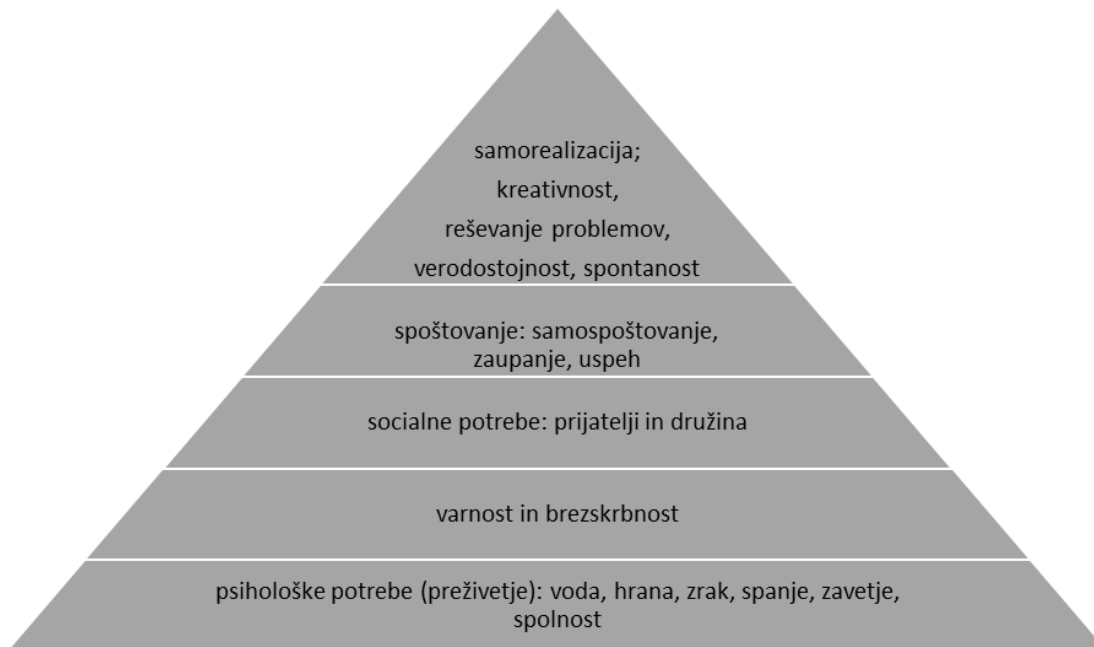 samorealizacija;
kreativnost,
reševanje problemov,
verodostojnost, spontanost
spoštovanje: samospoštovanje,
zaupanje, uspeh
socialne potrebe: prijatelji in družina
varnost in brezskrbnost
psihološke potrebe (preživetje): voda, hrana, zrak, spanje, zavetje,
spolnost